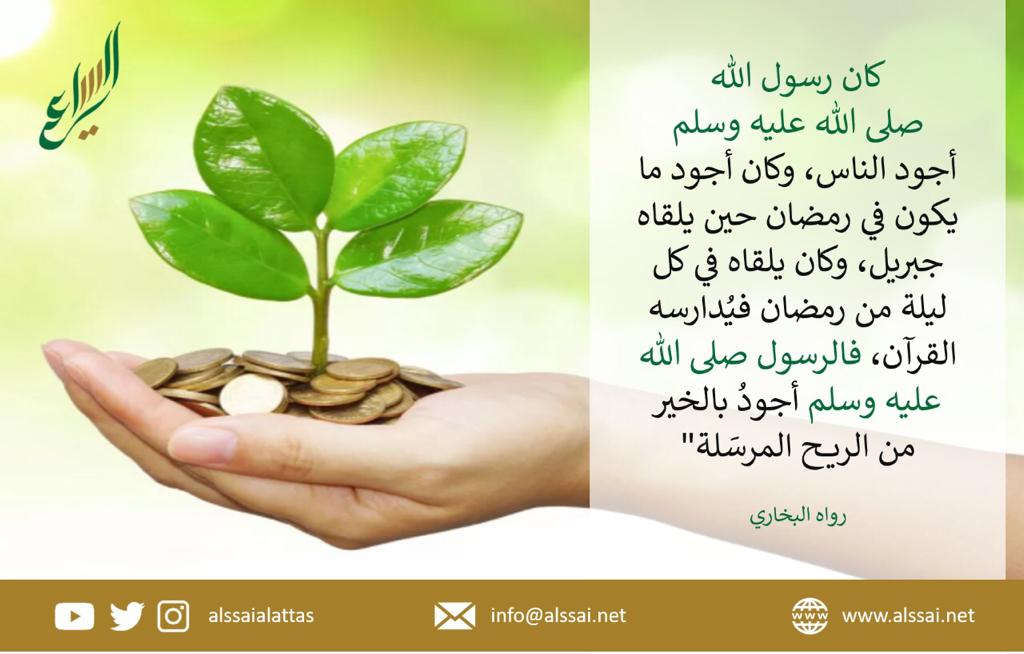 الساعي
كان رسول الله
صلى الله عليه وسلم
أجود الناس، وكان أجود ما
يكون في رمضان حين يلقاه
جبريل، وكان يلقاه في كل
ليلة من رمضان فيُدارسه
القرآن، فالرسول صلى الله
عليه وسلم أجودُ بالخير
من الريح المرسَلة"
رواه البخاري
alssaialattas
info@alssai.net
www.alssai.net